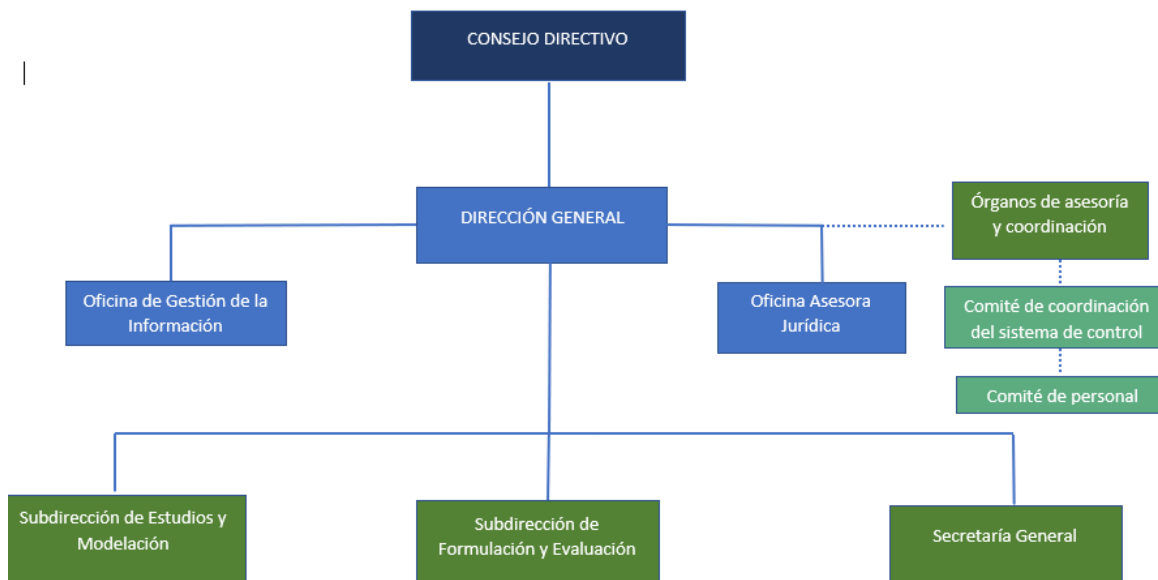 CONSEJO DIRECTIVO
DIRECCIÓN GENERAL
Órganos de asesoría
y coordinación
Oficina de Gestión de la
Información
Oficina Asesora
Jurídica
Comité de coordinación
del sistema de control
Comité de personal
Subdirección de Estudios y
Modelación
Subdirección de
Formulación y Evaluación
Secretaría General